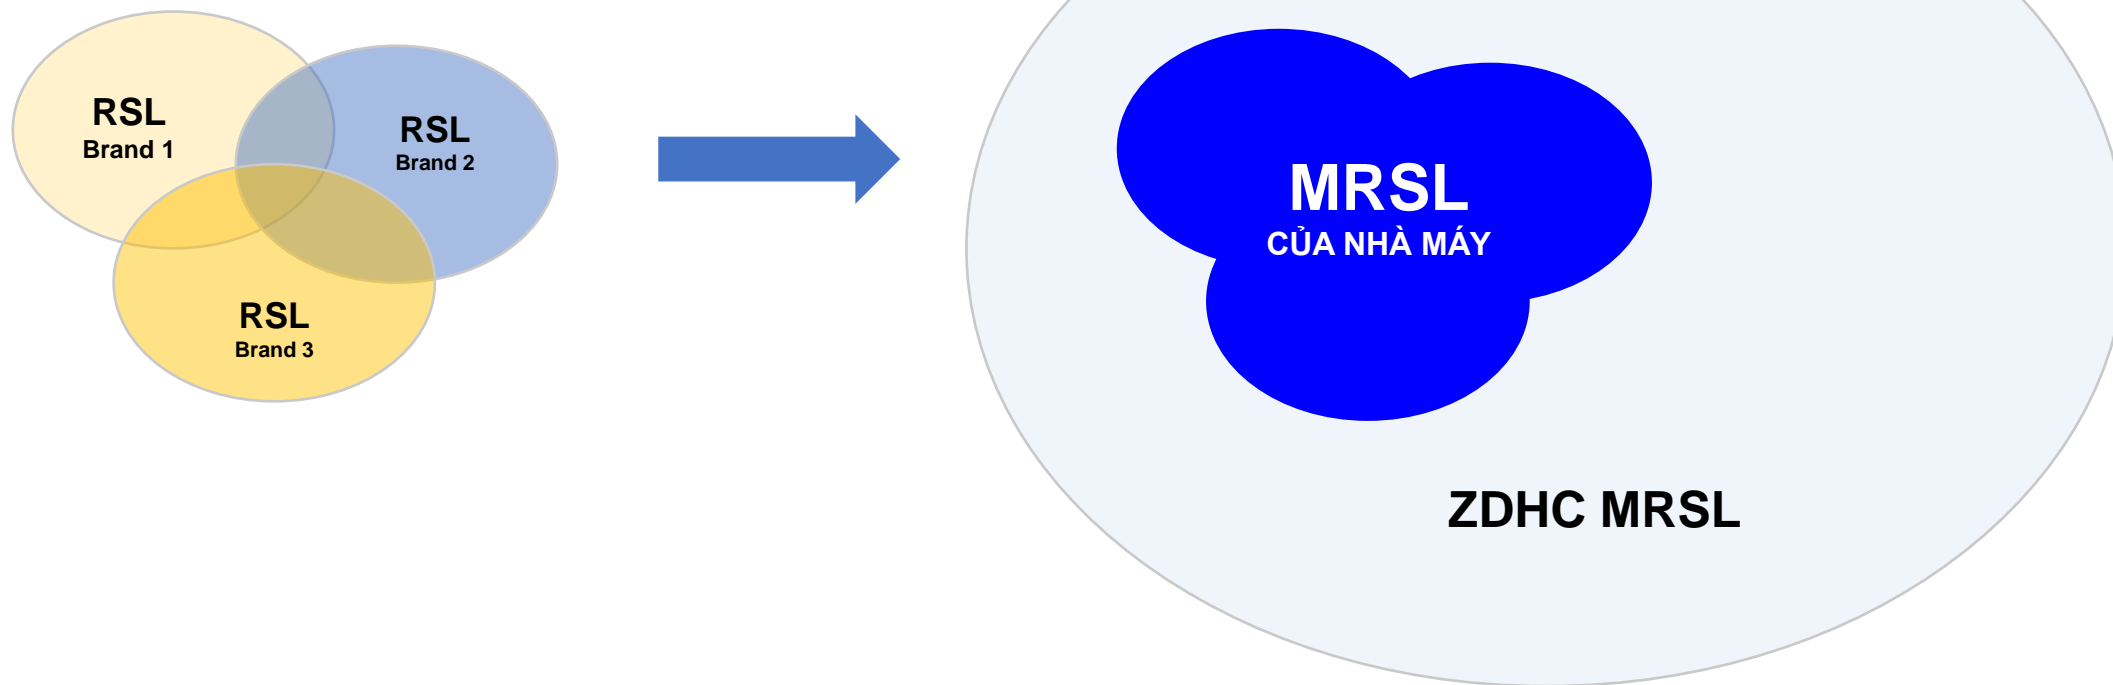 RSL
Brand 1
RSL
Brand 2
RSL
Brand 3
MRSL
CỦA NHÀ MÁY
ZDHC MRSL